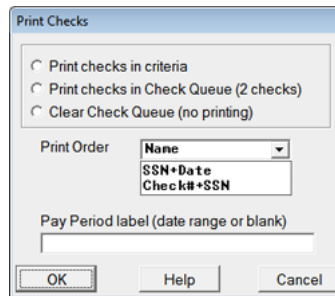 Print Checks
Print checks in criteria
Print checks in Check Queue (2 checks)
Clear Check Queue (no printing)
Print Order Name
SSN+Date
Check#+SSN
Pay Period label (date range or blank)
OK Help Cancel